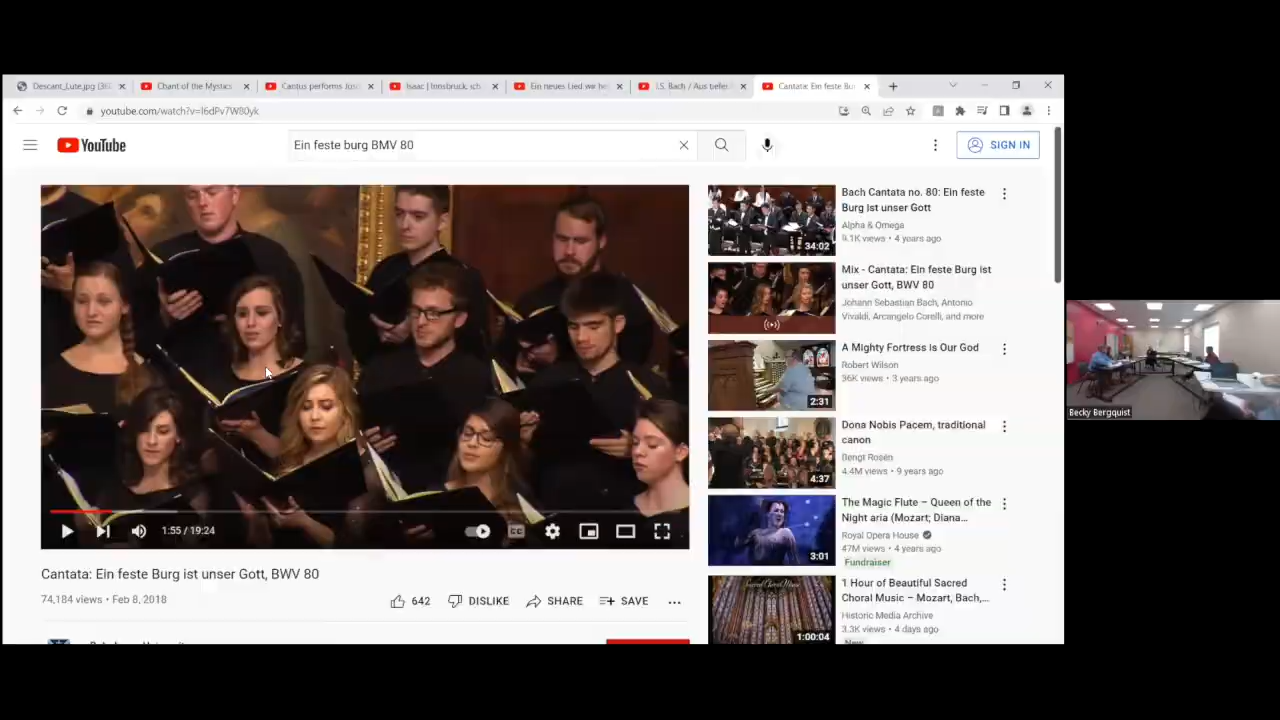 Descant_Lute.jpg (36
Chant of the Mystics
Cantus performs Jos
Isaac | Innsbruck, ich
Ein neues Lied wir he
J.S. Bach / Aus tiefer
Cantata: Ein feste Bu
youtube.com/watch?v=l6dPv7W80yk
YouTube
Ein feste burg BMV 80
SIGN IN
1:55 / 19:24
CC
Cantata: Ein feste Burg ist unser Gott, BWV 80
74,184 views • Feb 8, 2018
642
DISLIKE
SHARE
SAVE
34:02
Bach Cantata no. 80: Ein feste
Burg ist unser Gott
Alpha & Omega
9.1K views • 4 years ago
Mix - Cantata: Ein feste Burg ist
unser Gott, BWV 80
Johann Sebastian Bach, Antonio
Vivaldi, Arcangelo Corelli, and more
2:31
A Mighty Fortress is Our God
Robert Wilson
36K views • 3 years ago
4:37
Dona Nobis Pacem, traditional
canon
Bengt Rosén
4.4M views • 9 years ago
3:01
The Magic Flute – Queen of the
Night aria (Mozart; Diana...
Royal Opera House
47M views • 4 years ago
Fundraiser
1:00:04
1 Hour of Beautiful Sacred
Choral Music – Mozart, Bach,...
Historic Media Archive
3.3K views • 4 days ago
New
Becky Bergquist